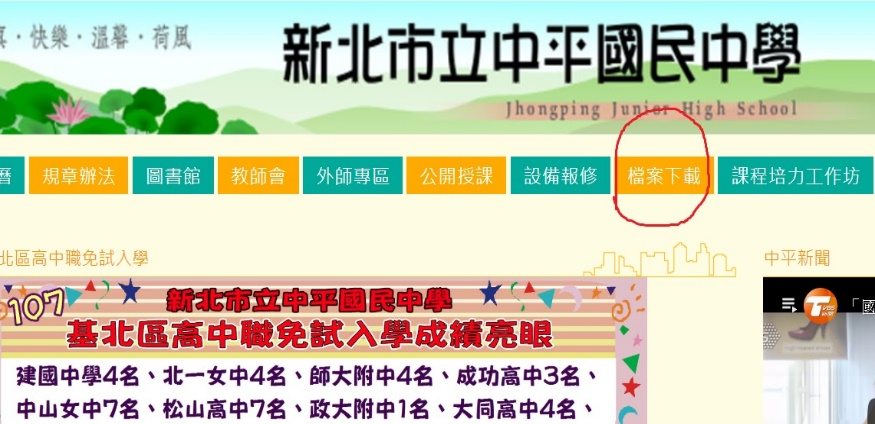 真・快樂・溫馨・荷風
新北市立中平國民中學
Jhongping Junior High School
曆 規章辦法 圖書館 教師會 外師專區 公開授課 設備報修 檔案下載 課程培力工作坊
北區高中職免試入學
中平新聞
107 新北市立中平國民中學
基北區高中職免試入學成績亮眼
建國中學4名、北一女中4名、師大附中4名、成功高中3名、
中山女中7名、松山高中7名、政大附中1名、大同高中4名、
「國